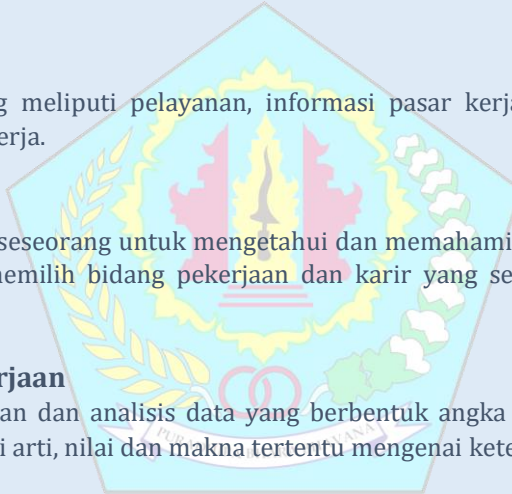 meliputi pelayanan, informasi pasar kerja
erja.
seseorang untuk mengetahui dan memahami
memilih bidang pekerjaan dan karir yang se
rjaan
an dan analisis data yang berbentuk angka
i arti, nilai dan makna tertentu mengenai kete